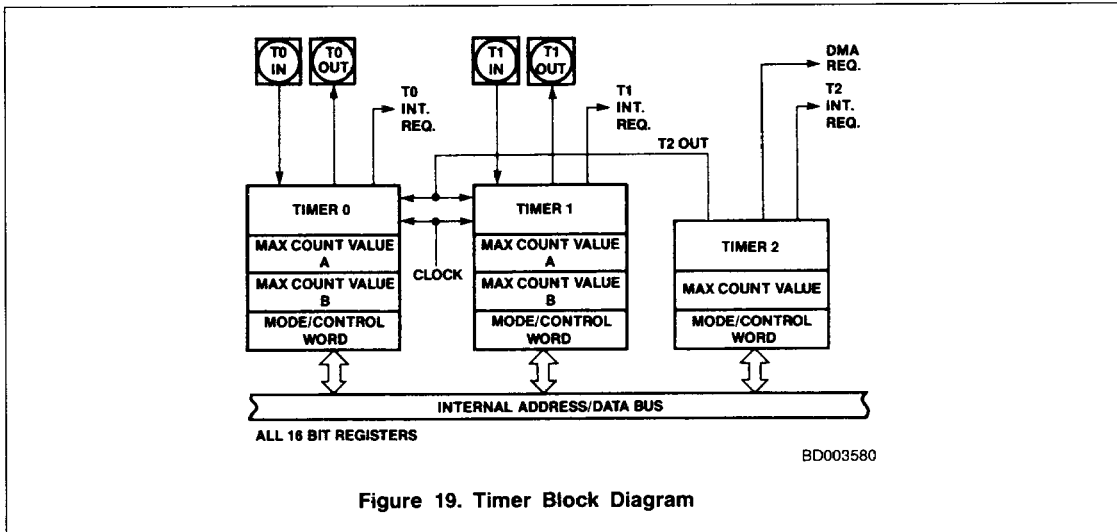 T0
IN
T0
OUT
T1
IN
T1
OUT
DMA
REQ.
T0
INT.
REQ.
T1
INT.
REQ.
T2
INT.
REQ.
T2 OUT
TIMER 0
MAX COUNT VALUE
A
MAX COUNT VALUE
B
MODE/CONTROL
WORD
CLOCK
TIMER 1
MAX COUNT VALUE
A
MAX COUNT VALUE
B
MODE/CONTROL
WORD
TIMER 2
MAX COUNT VALUE
MODE/CONTROL
WORD
INTERNAL ADDRESS/DATA BUS
ALL 16 BIT REGISTERS
BD003580
Figure 19. Timer Block Diagram